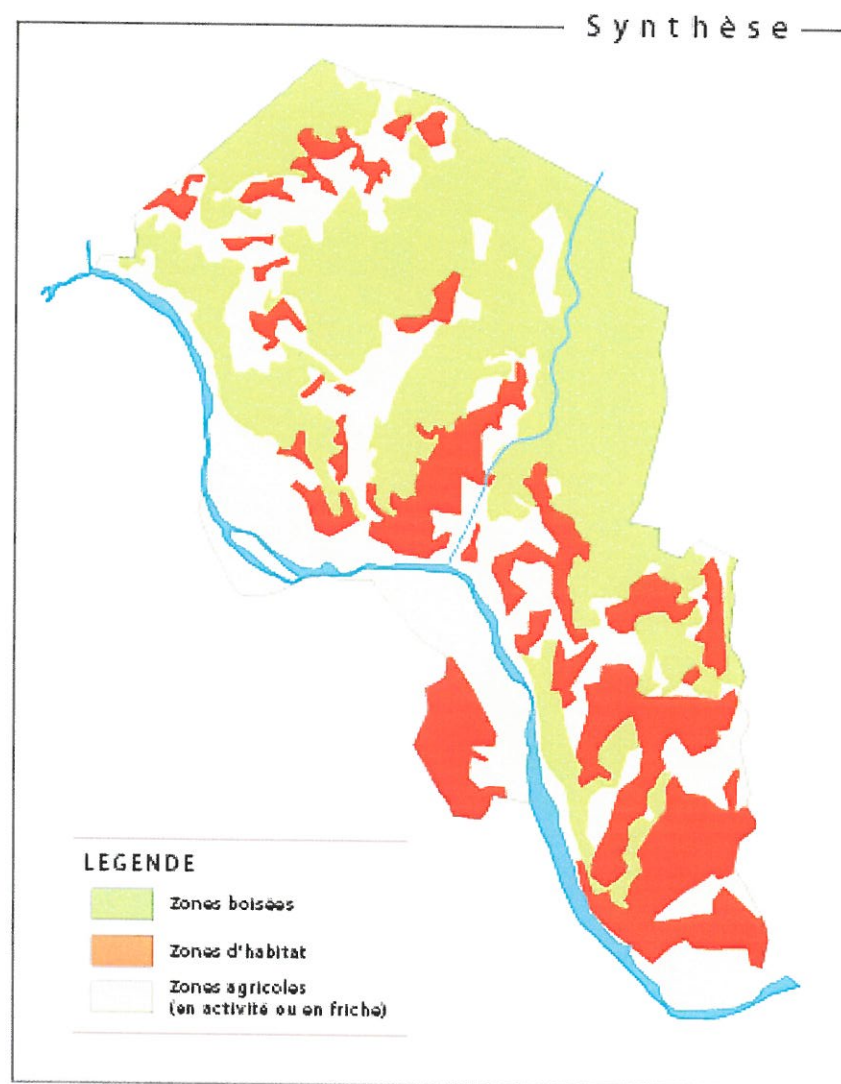 Synthèse
LEGENDE
Zones boisées
Zones d'habitat
Zones agricoles
(en activité ou en friche)